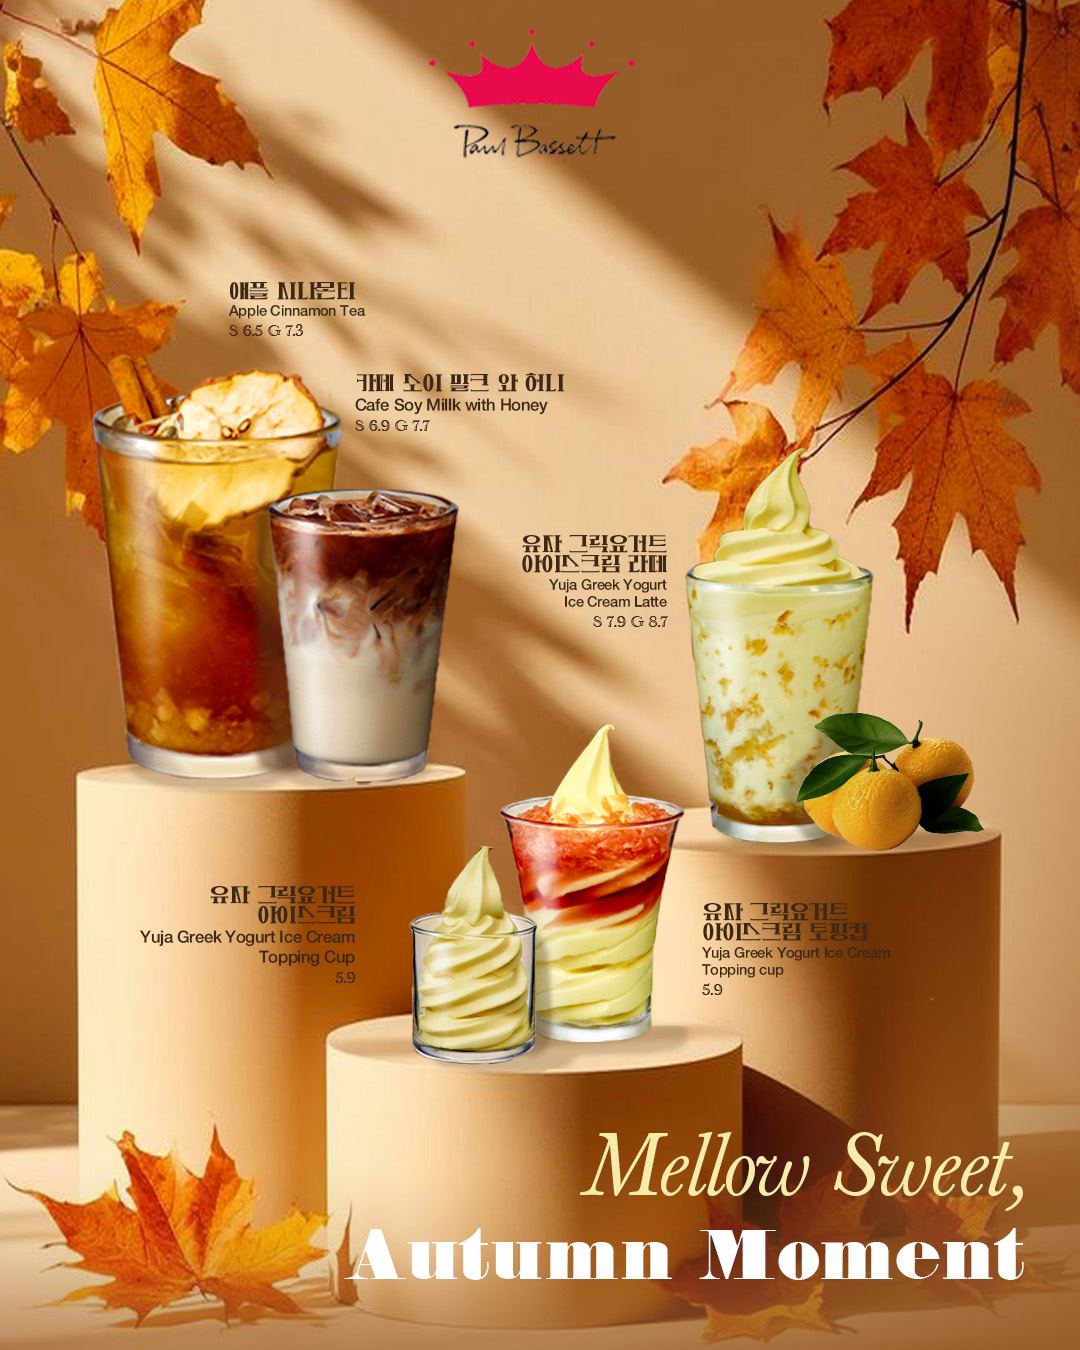 Paul Bassett
애플 시나몬티
Apple Cinnamon Tea
S 6.5 G 7.3
카페 소이 밀크 와 허니
Cafe Soy Millk with Honey
S 6.9 G 7.7
유자 그릭요거트
아이스크림 라떼
Yuja Greek Yogurt
Ice Cream Latte
S 7.9 G 8.7
유자 그릭요거트
아이스크림
Yuja Greek Yogurt Ice Cream
Topping Cup
5.9
유자 그릭요거트
아이스크림 토핑컵
Yuja Greek Yogurt Ice Cream
Topping cup
5.9
Mellow Sweet,
Autumn Moment